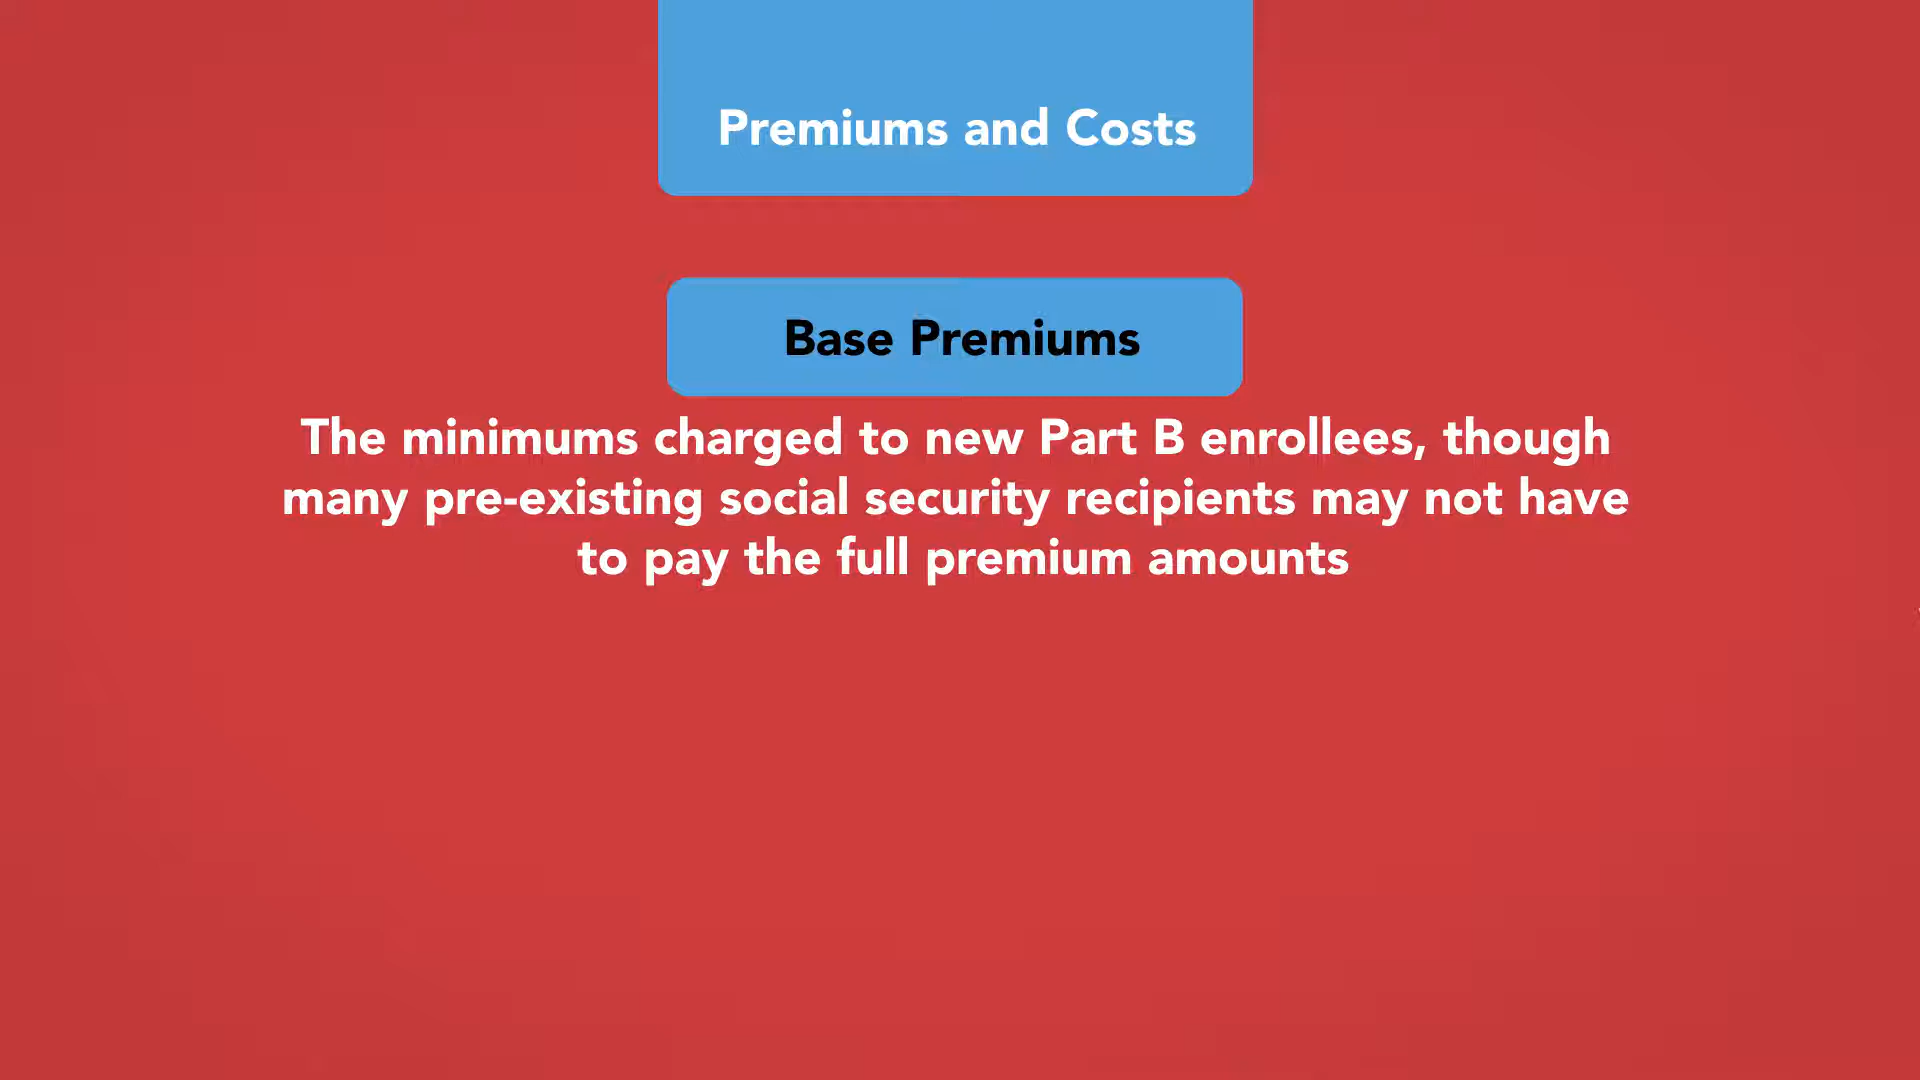 Premiums and Costs
Base Premiums
The minimums charged to new Part B enrollees, though
many pre-existing social security recipients may not have
to pay the full premium amounts